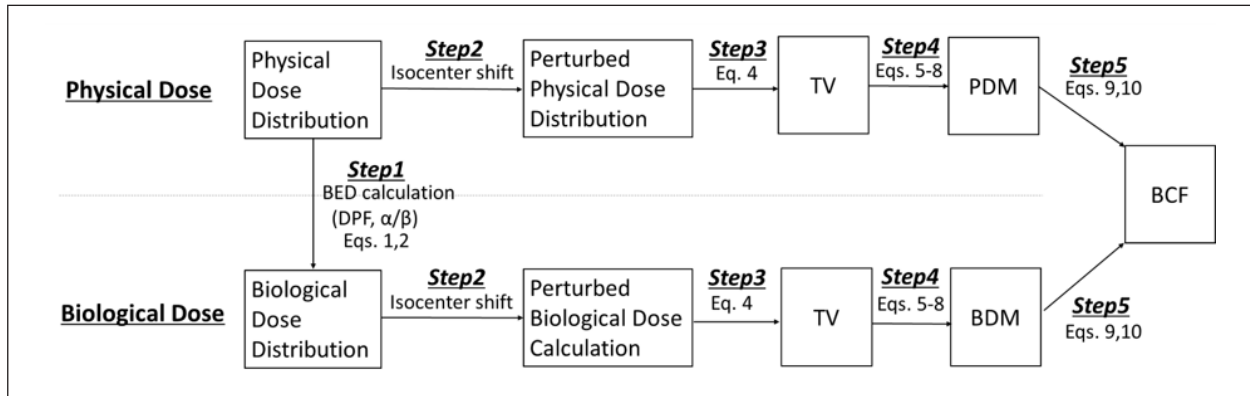 Physical Dose
Physical
Dose
Distribution
Step2
Isocenter shift
Perturbed
Physical Dose
Distribution
Step3
Eq. 4
TV
Step4
Eqs. 5-8
PDM
Step5
Eqs. 9,10
Step1
BED calculation
(DPF, α/β)
Eqs. 1,2
BCF
Biological Dose
Biological
Dose
Distribution
Step2
Isocenter shift
Perturbed
Biological Dose
Calculation
Step3
Eq. 4
TV
Step4
Eqs. 5-8
BDM
Step5
Eqs. 9,10